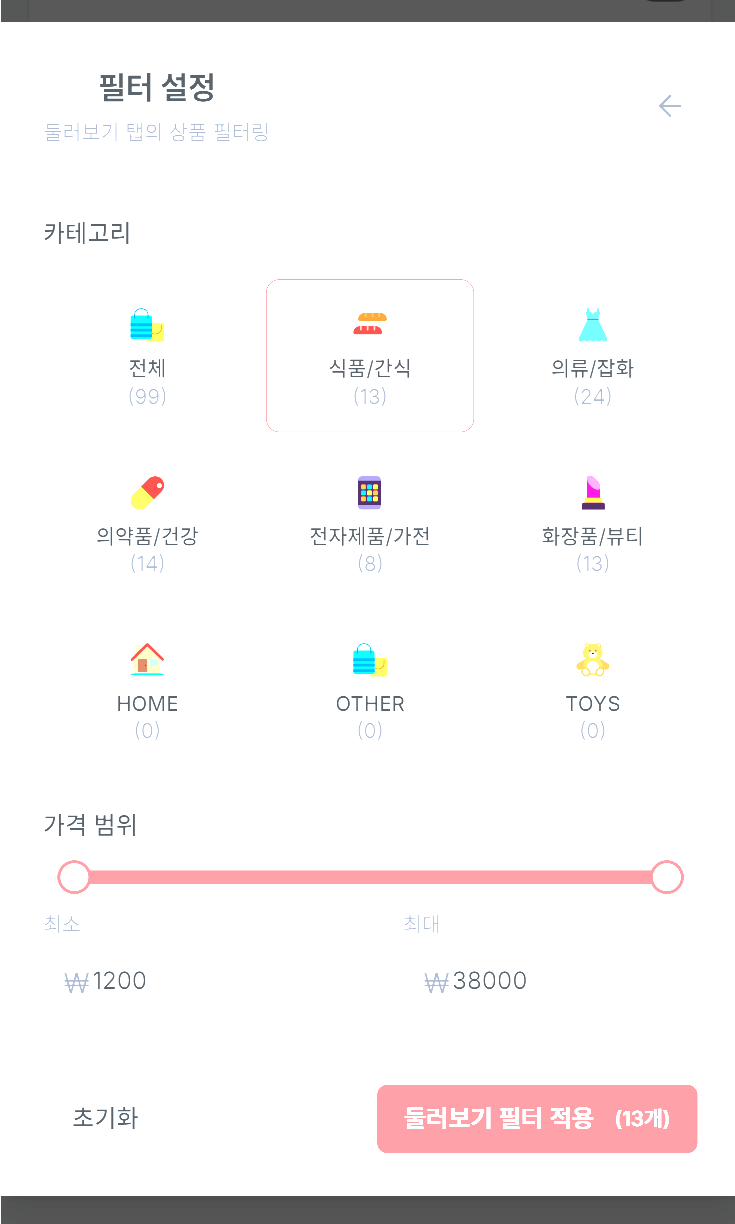 필터 설정
둘러보기 탭의 상품 필터링
카테고리
전체
(99)
식품/간식
(13)
의류/잡화
(24)
의약품/건강
(14)
전자제품/가전
(8)
화장품/뷰티
(13)
HOME
(0)
OTHER
(0)
TOYS
(0)
가격 범위
최소
최대
₩1200
₩38000
초기화
둘러보기 필터 적용 (13개)